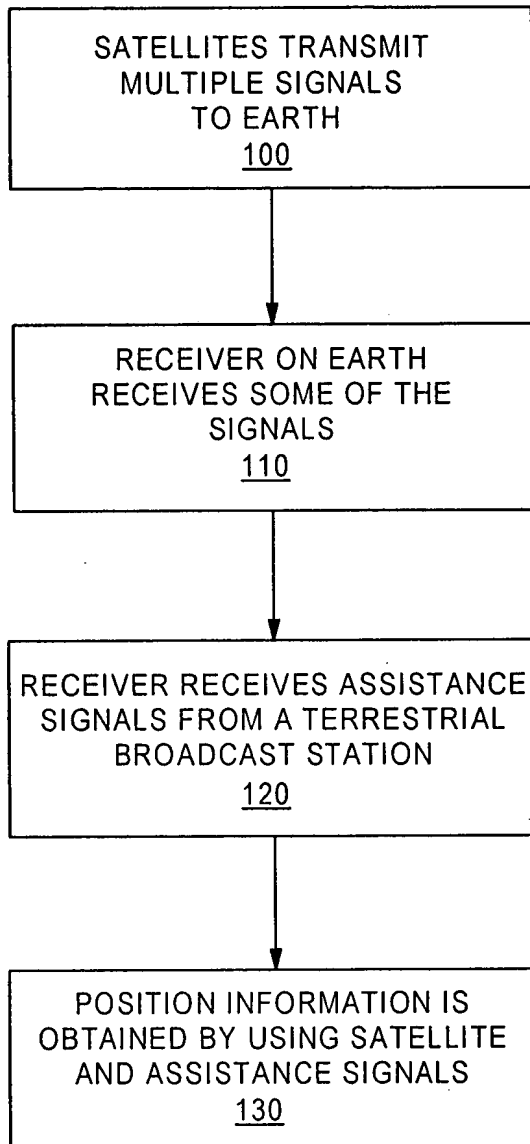 SATELLITES TRANSMIT
MULTIPLE SIGNALS
TO EARTH
100
RECEIVER ON EARTH
RECEIVES SOME OF THE
SIGNALS
110
RECEIVER RECEIVES ASSISTANCE
SIGNALS FROM A TERRESTRIAL
BROADCAST STATION
120
POSITION INFORMATION IS
OBTAINED BY USING SATELLITE
AND ASSISTANCE SIGNALS
130